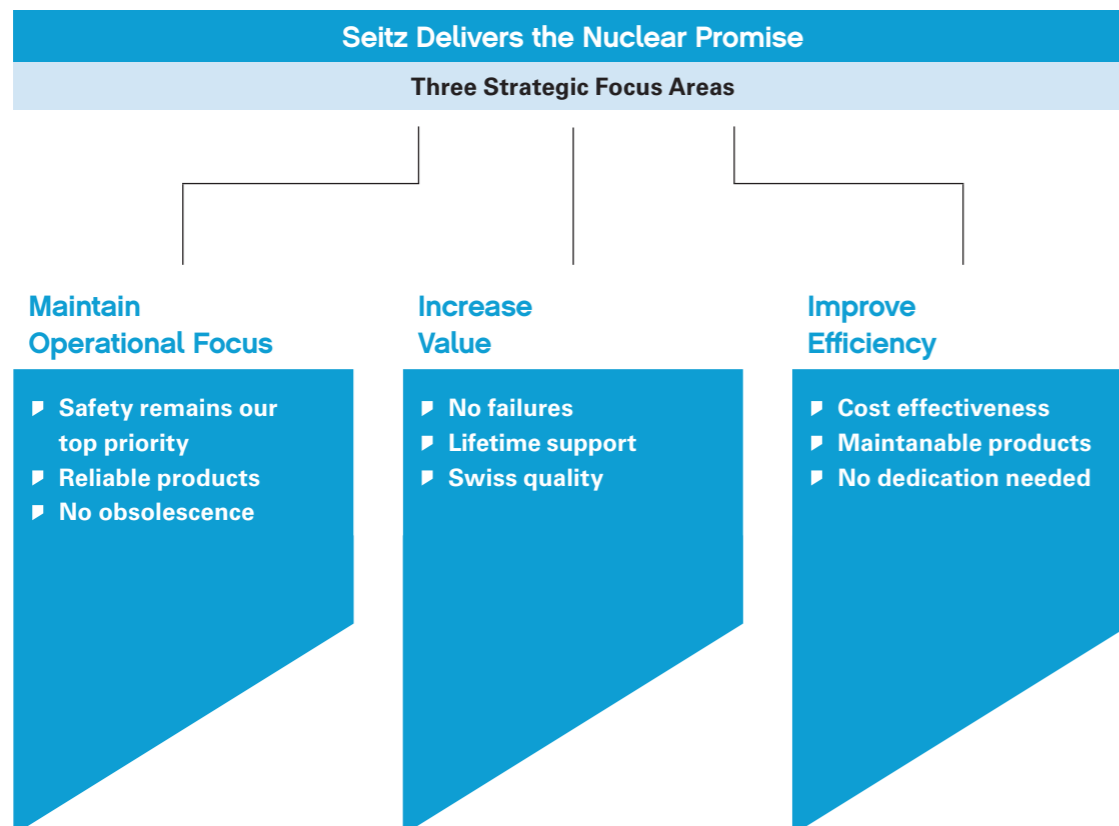 Seitz Delivers the Nuclear Promise
Three Strategic Focus Areas
Maintain
Operational Focus
Safety remains our
top priority
Reliable products
No obsolescence
Increase
Value
No failures
Lifetime support
Swiss quality
Improve
Efficiency
Cost effectiveness
Maintanable products
No dedication needed